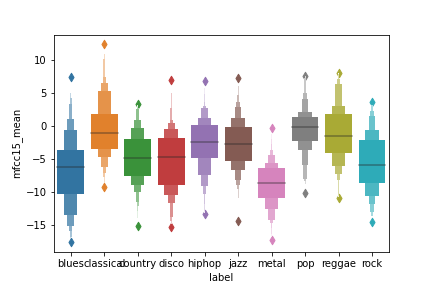 10
5
0
−5
−10
−15
mfcc15_mean
blues classical country disco hiphop jazz metal pop reggae rock
label